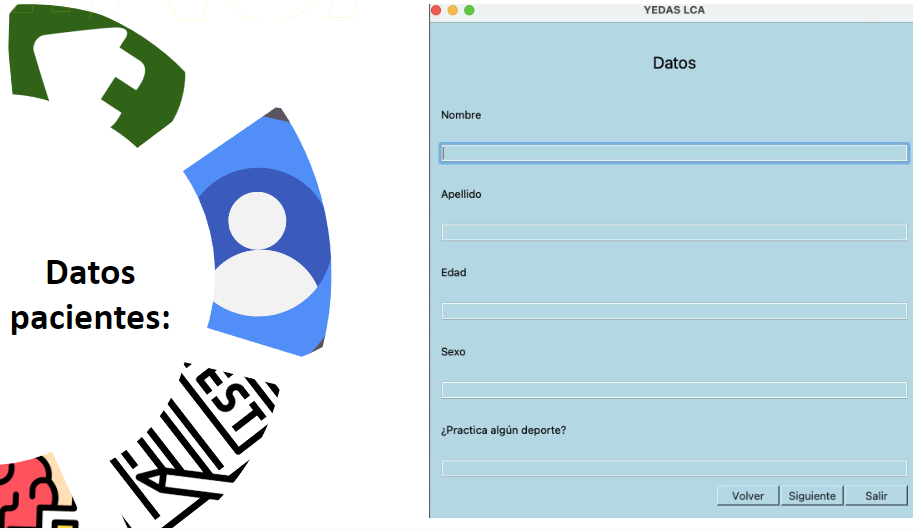 Datos
pacientes:
EST
YEDAS LCA
Datos
Nombre
Apellido
Edad
Sexo
¿Practica algún deporte?
Volver
Siguiente
Salir